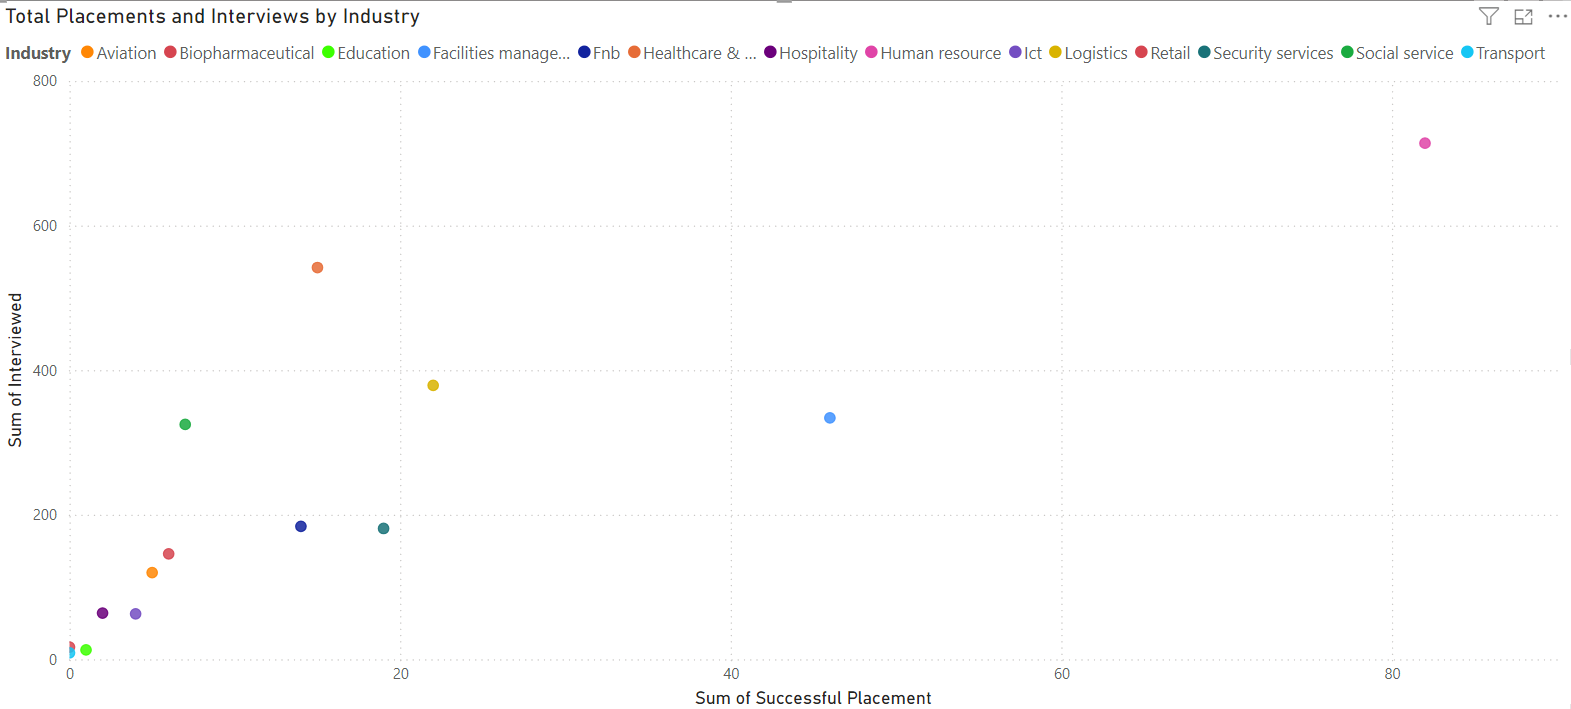 Total Placements and Interviews by Industry
Industry Aviation Biopharmaceutical Education Facilities manage... Fnb Healthcare & ... Hospitality Human resource Ict Logistics Retail Security services Social service Transport
800
600
400
200
0
Sum of Interviewed
0 20 40 60 80
Sum of Successful Placement